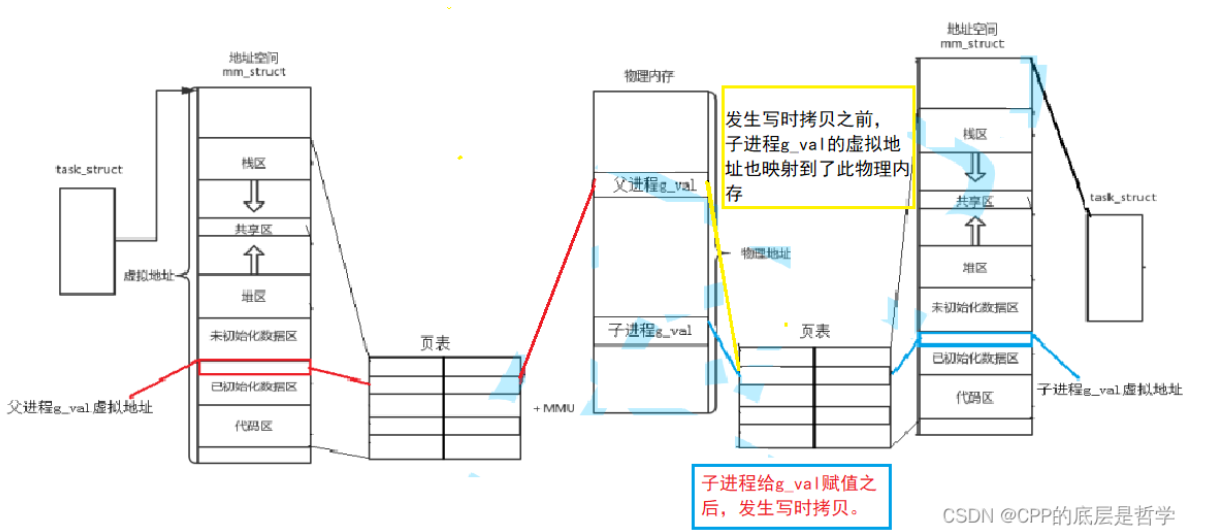 地址空间
mm_struct
栈区
共享区
堆区
未初始化数据区
已初始化数据区
代码区
task_struct
虚拟地址
父进程g_val虚拟地址
页表
+ MMU
物理内存
父进程g_val
子进程g_val
物理地址
发生写时拷贝之前，
子进程g_val的虚拟地
址也映射到了此物理内
存
页表
子进程给g_val赋值之
后，发生写时拷贝。
地址空间
mm_struct
栈区
共享区
堆区
未初始化数据区
已初始化数据区
代码区
task_struct
子进程g_val虚拟地址
CSDN @CPP的底层是哲学